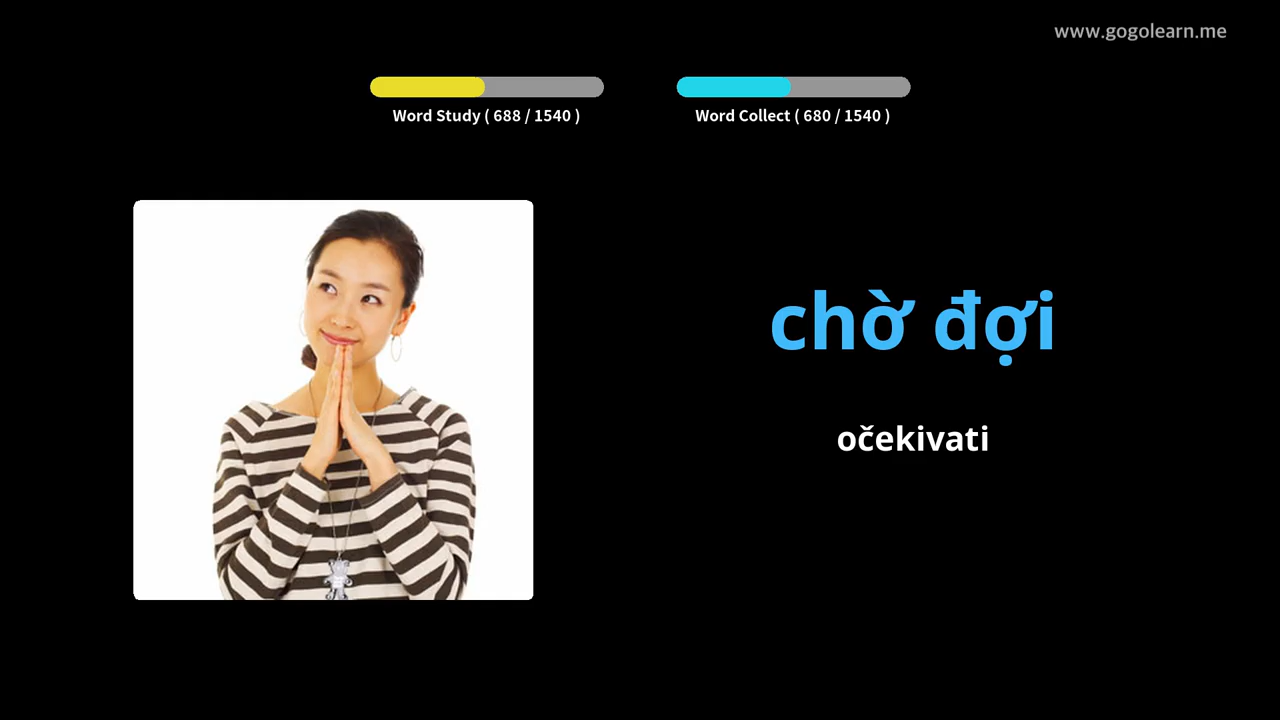 www.gogolearn.me
Word Study ( 688 / 1540 )
Word Collect ( 680 / 1540 )
chờ đợi
očekivati